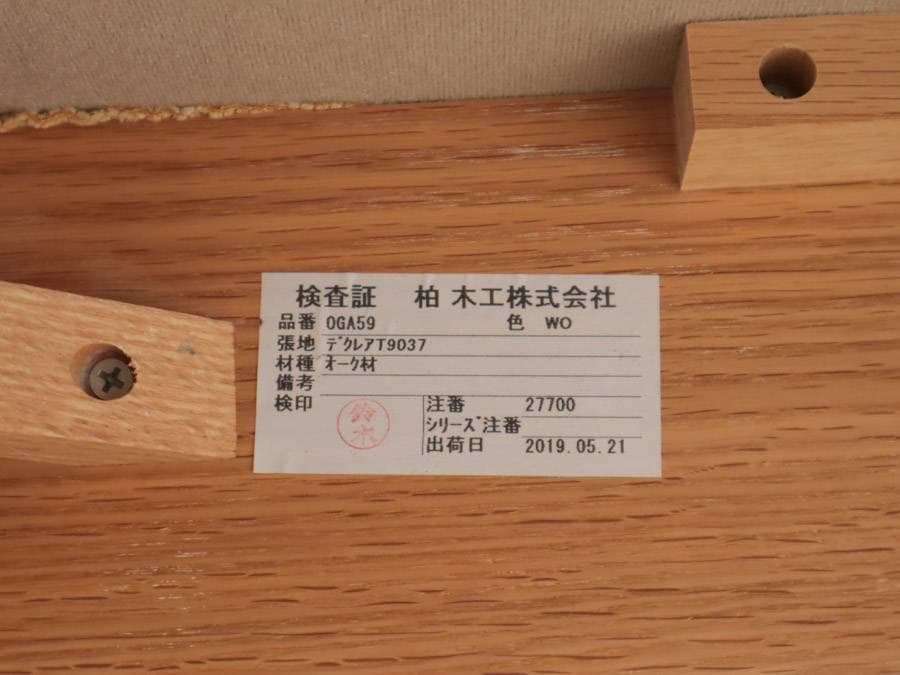 検査証 柏木工株式会社
品番 OGA59 色 WO
張地 ﾃﾞｸﾚｱT9037
材種 ｵｰｸ材
備考
検印 鈴木 注番 27700
ｼﾘｰｽﾞ注番
出荷日 2019.05.21